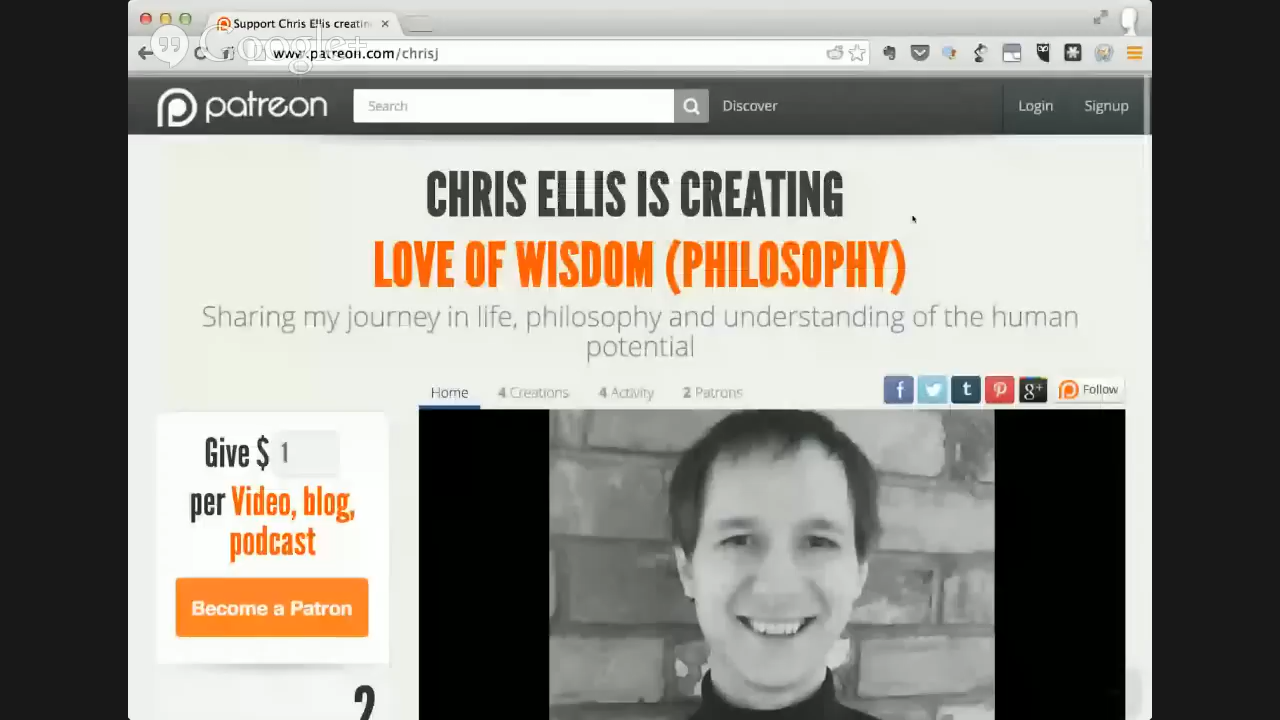 Support Chris Ellis creatin
Google+
www.patreon.com/chrisj
patreon
Search
Discover
Login
Signup
CHRIS ELLIS IS CREATING
LOVE OF WISDOM (PHILOSOPHY)
Sharing my journey in life, philosophy and understanding of the human
potential
Home
4 Creations
4 Activity
2 Patrons
f
t
g+
Follow
Give $ 1
per Video, blog,
podcast
Become a Patron
2